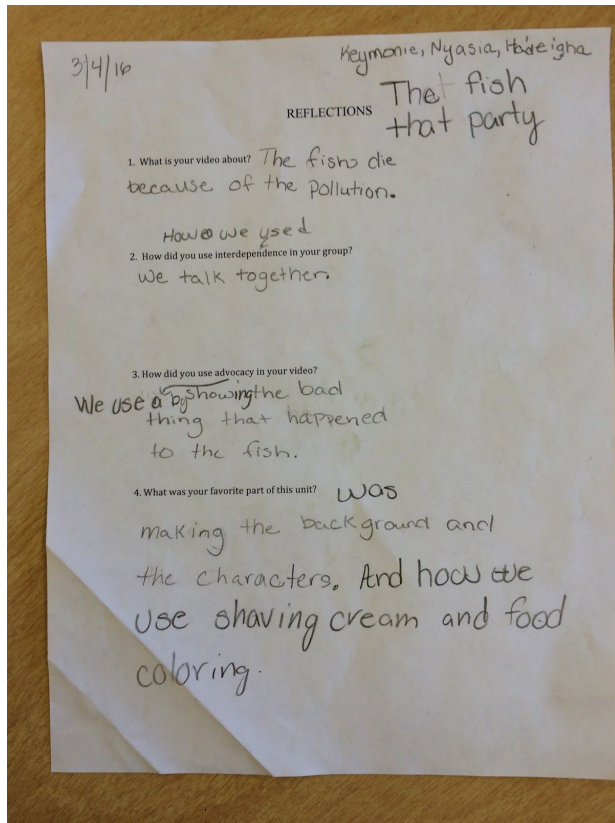 3/4/16
Keymonie, Nyasia, Hadeigha
The fish
that party
REFLECTIONS
1. What is your video about? The fishs die
because of the Pollution.
How we used
2. How did you use interdependence in your group?
we talk together.
3. How did you use advocacy in your video?
We use a by showing the bad
thing that happened
to the fish.
4. What was your favorite part of this unit? was
making the background and
the characters. And how we
use shaving cream and food
coloring.